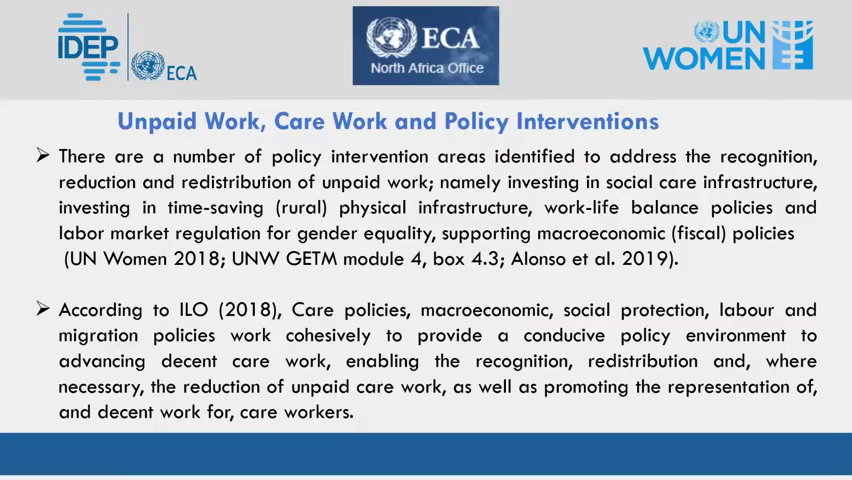 IDEP
ECA
ECA
North Africa Office
UN
WOMEN
Unpaid Work, Care Work and Policy Interventions
There are a number of policy intervention areas identified to address the recognition,
reduction and redistribution of unpaid work; namely investing in social care infrastructure,
investing in time-saving (rural) physical infrastructure, work-life balance policies and
labor market regulation for gender equality, supporting macroeconomic (fiscal) policies
(UN Women 2018; UNW GETM module 4, box 4.3; Alonso et al. 2019).
According to ILO (2018), Care policies, macroeconomic, social protection, labour and
migration policies work cohesively to provide a conducive policy environment to
advancing decent care work, enabling the recognition, redistribution and, where
necessary, the reduction of unpaid care work, as well as promoting the representation of,
and decent work for, care workers.